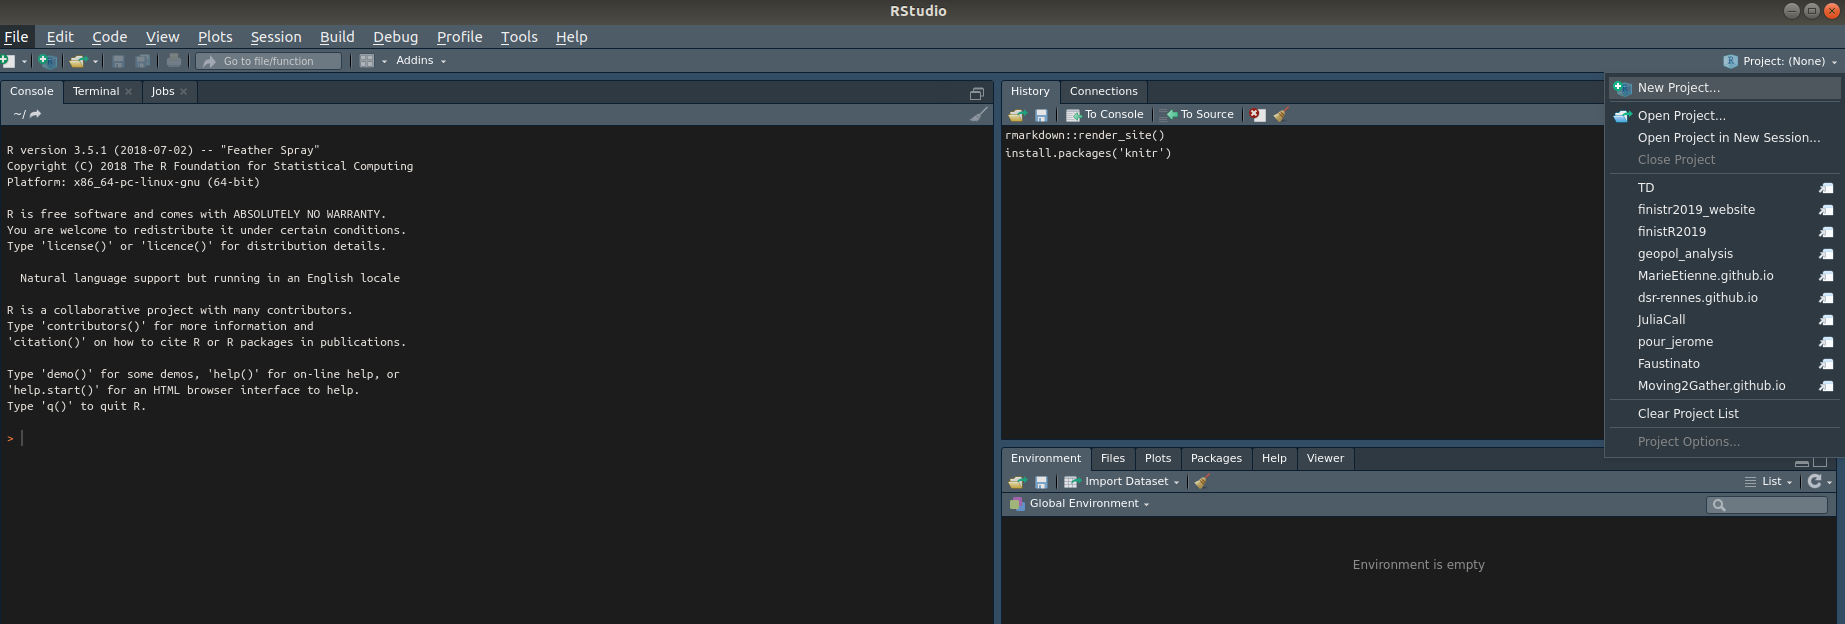 RStudio
File Edit Code View Plots Session Build Debug Profile Tools Help
Go to file/function Addins Project: (None)
Console Terminal Jobs
~/
R version 3.5.1 (2018-07-02) -- "Feather Spray"
Copyright (C) 2018 The R Foundation for Statistical Computing
Platform: x86_64-pc-linux-gnu (64-bit)
R is free software and comes with ABSOLUTELY NO WARRANTY.
You are welcome to redistribute it under certain conditions.
Type 'license()' or 'licence()' for distribution details.
Natural language support but running in an English locale
R is a collaborative project with many contributors.
Type 'contributors()' for more information and
'citation()' on how to cite R or R packages in publications.
Type 'demo()' for some demos, 'help()' for on-line help, or
'help.start()' for an HTML browser interface to help.
Type 'q()' to quit R.
>
History Connections
To Console To Source
rmarkdown::render_site()
install.packages('knitr')
New Project...
Open Project...
Open Project in New Session...
Close Project
TD
finistr2019_website
finistR2019
geopol_analysis
MarieEtienne.github.io
dsr-rennes.github.io
JuliaCall
pour_jerome
Faustinato
Moving2Gather.github.io
Clear Project List
Project Options...
Environment Files Plots Packages Help Viewer
Import Dataset List
Global Environment
Environment is empty